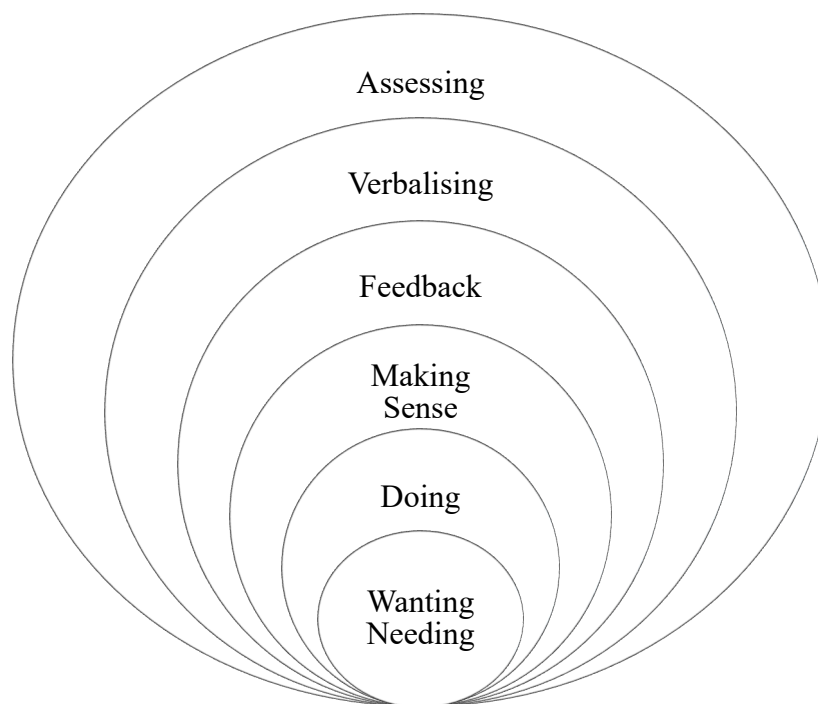 Assessing
Verbalising
Feedback
Making
Sense
Doing
Wanting
Needing